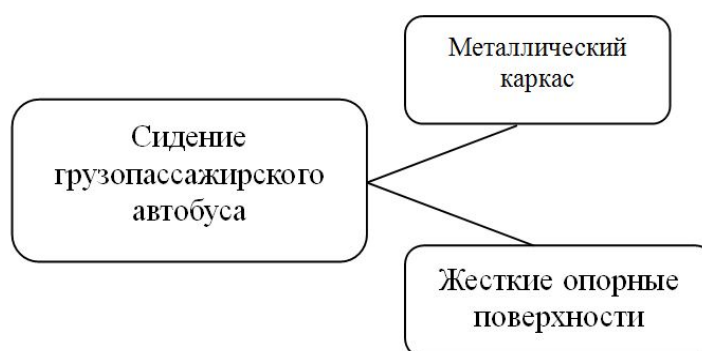 Металлический
каркас
Сидение
грузопассажирского
автобуса
Жесткие опорные
поверхности